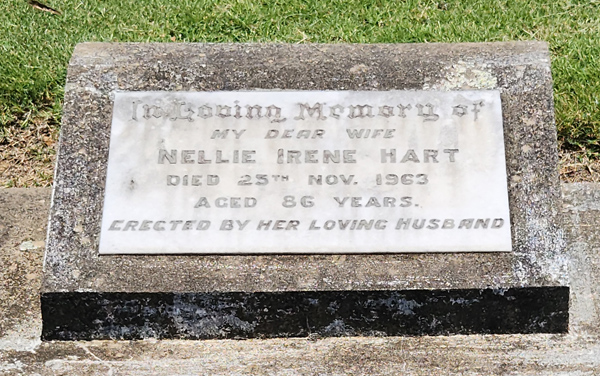 In Loving Memory of
MY DEAR WIFE
NELLIE IRENE HART
DIED 25TH NOV. 1963
AGED 86 YEARS.
ERECTED BY HER LOVING HUSBAND